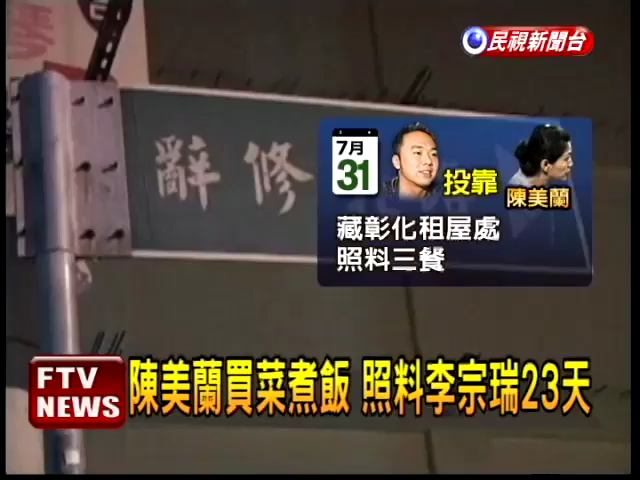 民視新聞台
辭修
7月
31
投靠
陳美蘭
藏彰化租屋處
照料三餐
FTV
NEWS
陳美蘭買菜煮飯 照料李宗瑞23天